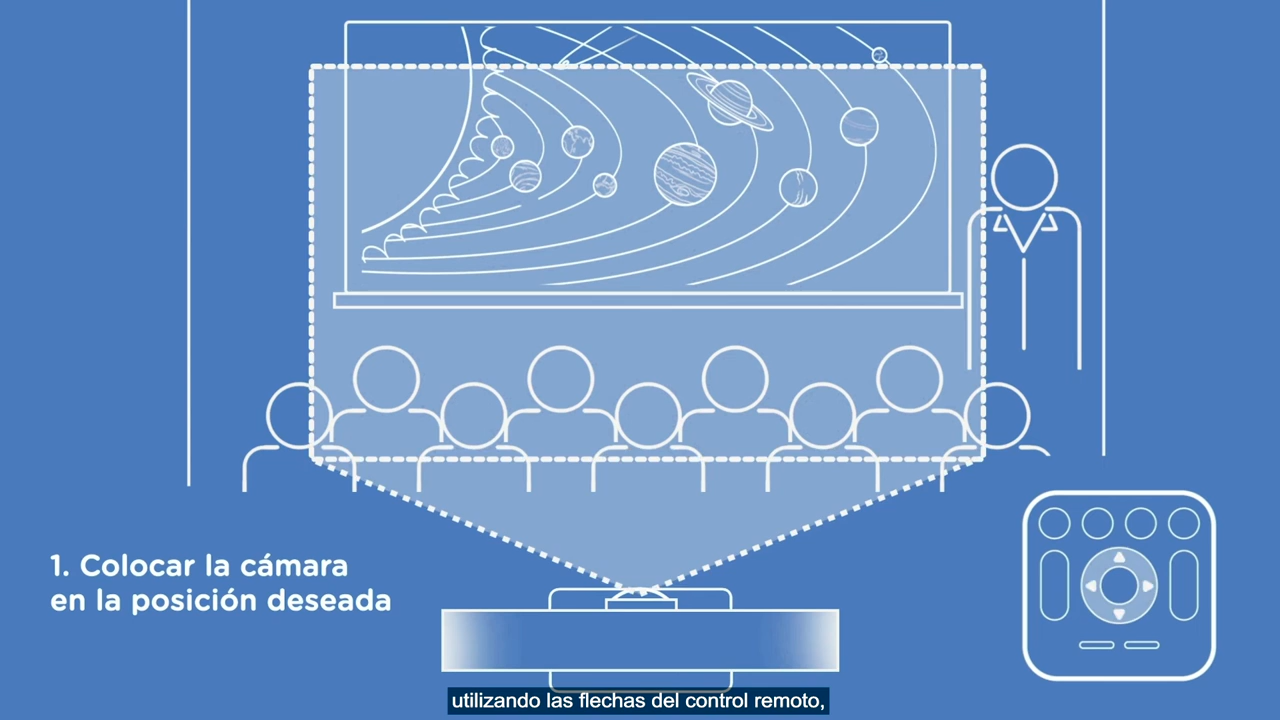 1. Colocar la cámara
en la posición deseada
utilizando las flechas del control remoto,